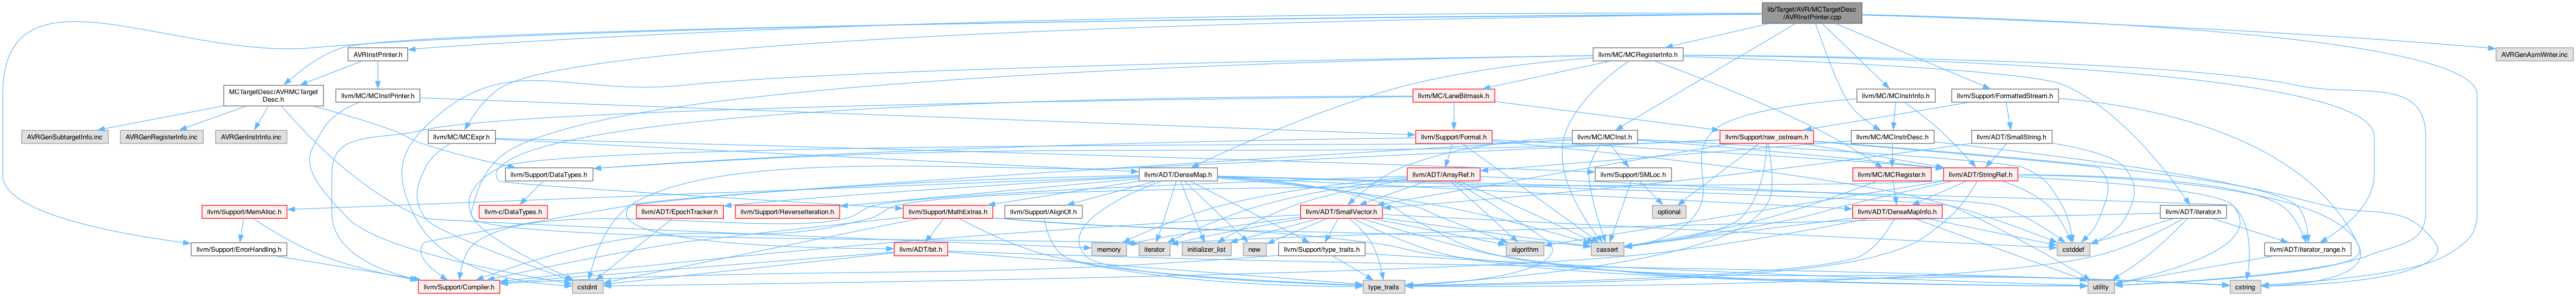 lib/Target/AVR/MCTargetDesc
/AVRInstPrinter.cpp
AVRInstPrinter.h
llvm/MC/MCRegisterInfo.h
AVRGenAsmWriter.inc
MCTargetDesc/AVRMCTarget
Desc.h
llvm/MC/MCInstPrinter.h
llvm/MC/LaneBitmask.h
llvm/MC/MCInstrInfo.h
llvm/Support/FormattedStream.h
AVRGenSubtargetInfo.inc
AVRGenRegisterInfo.inc
AVRGenInstrInfo.inc
llvm/MC/MCExpr.h
llvm/Support/Format.h
llvm/MC/MCInst.h
llvm/Support/raw_ostream.h
llvm/MC/MCInstrDesc.h
llvm/ADT/SmallString.h
llvm/Support/DataTypes.h
llvm/ADT/DenseMap.h
llvm/ADT/ArrayRef.h
llvm/Support/SMLoc.h
llvm/MC/MCRegister.h
llvm/ADT/StringRef.h
llvm/Support/MemAlloc.h
llvm-c/DataTypes.h
llvm/ADT/EpochTracker.h
llvm/Support/ReverseIteration.h
llvm/Support/MathExtras.h
llvm/Support/AlignOf.h
llvm/ADT/SmallVector.h
optional
llvm/ADT/DenseMapInfo.h
llvm/ADT/iterator.h
llvm/Support/ErrorHandling.h
llvm/ADT/bit.h
memory
iterator
initializer_list
new
llvm/Support/type_traits.h
algorithm
cassert
cstddef
llvm/ADT/iterator_range.h
llvm/Support/Compiler.h
cstdint
type_traits
utility
cstring